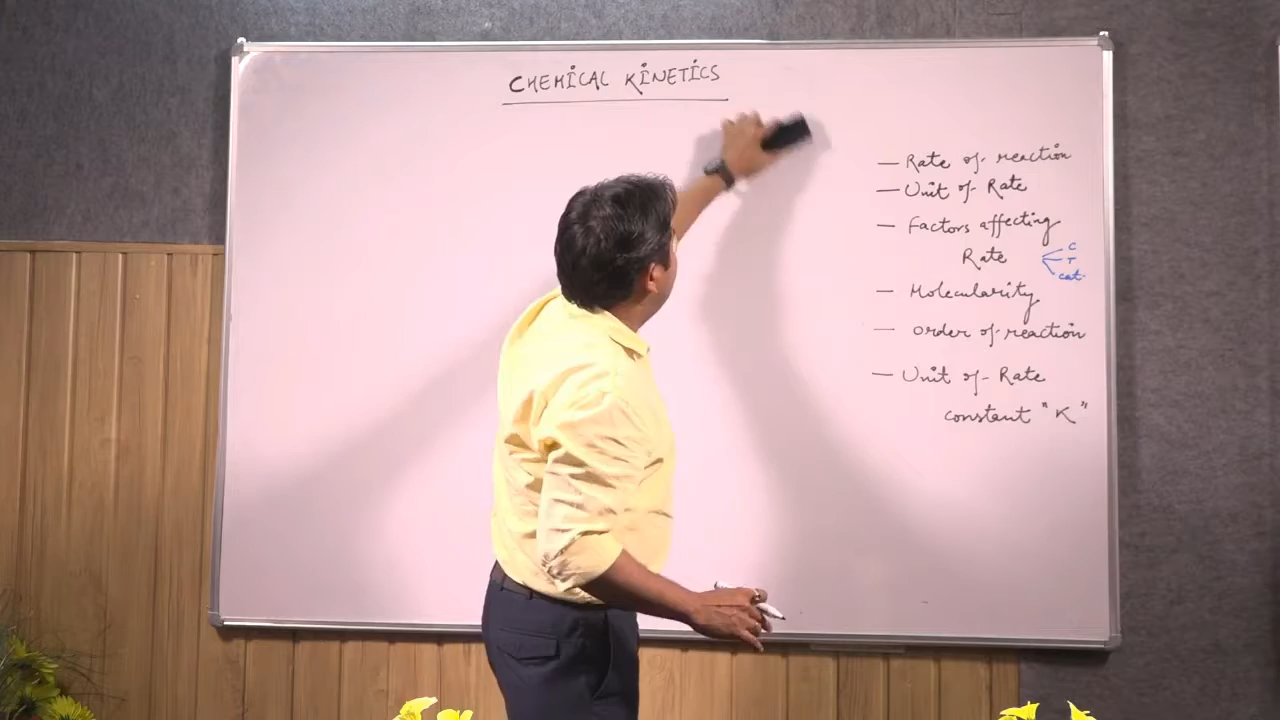 CHEMICAL KINETICS
— Rate of reaction
— Unit of Rate
— Factors affecting
Rate
C
T
cat.
— Molecularity
— Order of reaction
— Unit of Rate
constant "K"